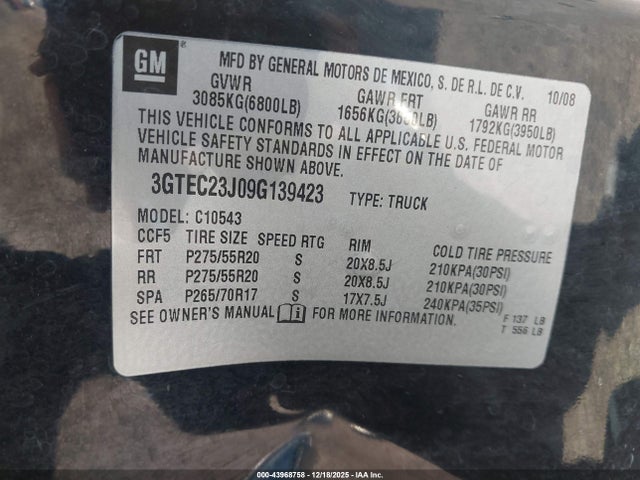 GM
MFD BY GENERAL MOTORS DE MEXICO, S. DE R.L. DE C.V. 10/08
GVWR GAWR FRT GAWR RR
3085KG(6800LB) 1656KG(3650LB) 1792KG(3950LB)
THIS VEHICLE CONFORMS TO ALL APPLICABLE U.S. FEDERAL MOTOR
VEHICLE SAFETY STANDARDS IN EFFECT ON THE DATE OF
MANUFACTURE SHOWN ABOVE.
3GTEC23J09G139423 TYPE: TRUCK
MODEL: C10543
CCF5 TIRE SIZE SPEED RTG RIM COLD TIRE PRESSURE
FRT P275/55R20 S 20X8.5J 210KPA(30PSI)
RR P275/55R20 S 20X8.5J 210KPA(30PSI)
SPA P265/70R17 S 17X7.5J 240KPA(35PSI)
SEE OWNER'S MANUAL i FOR MORE INFORMATION.
F 137 LB
T 556 LB
000-43968758 - 12/18/2025 - IAA Inc.